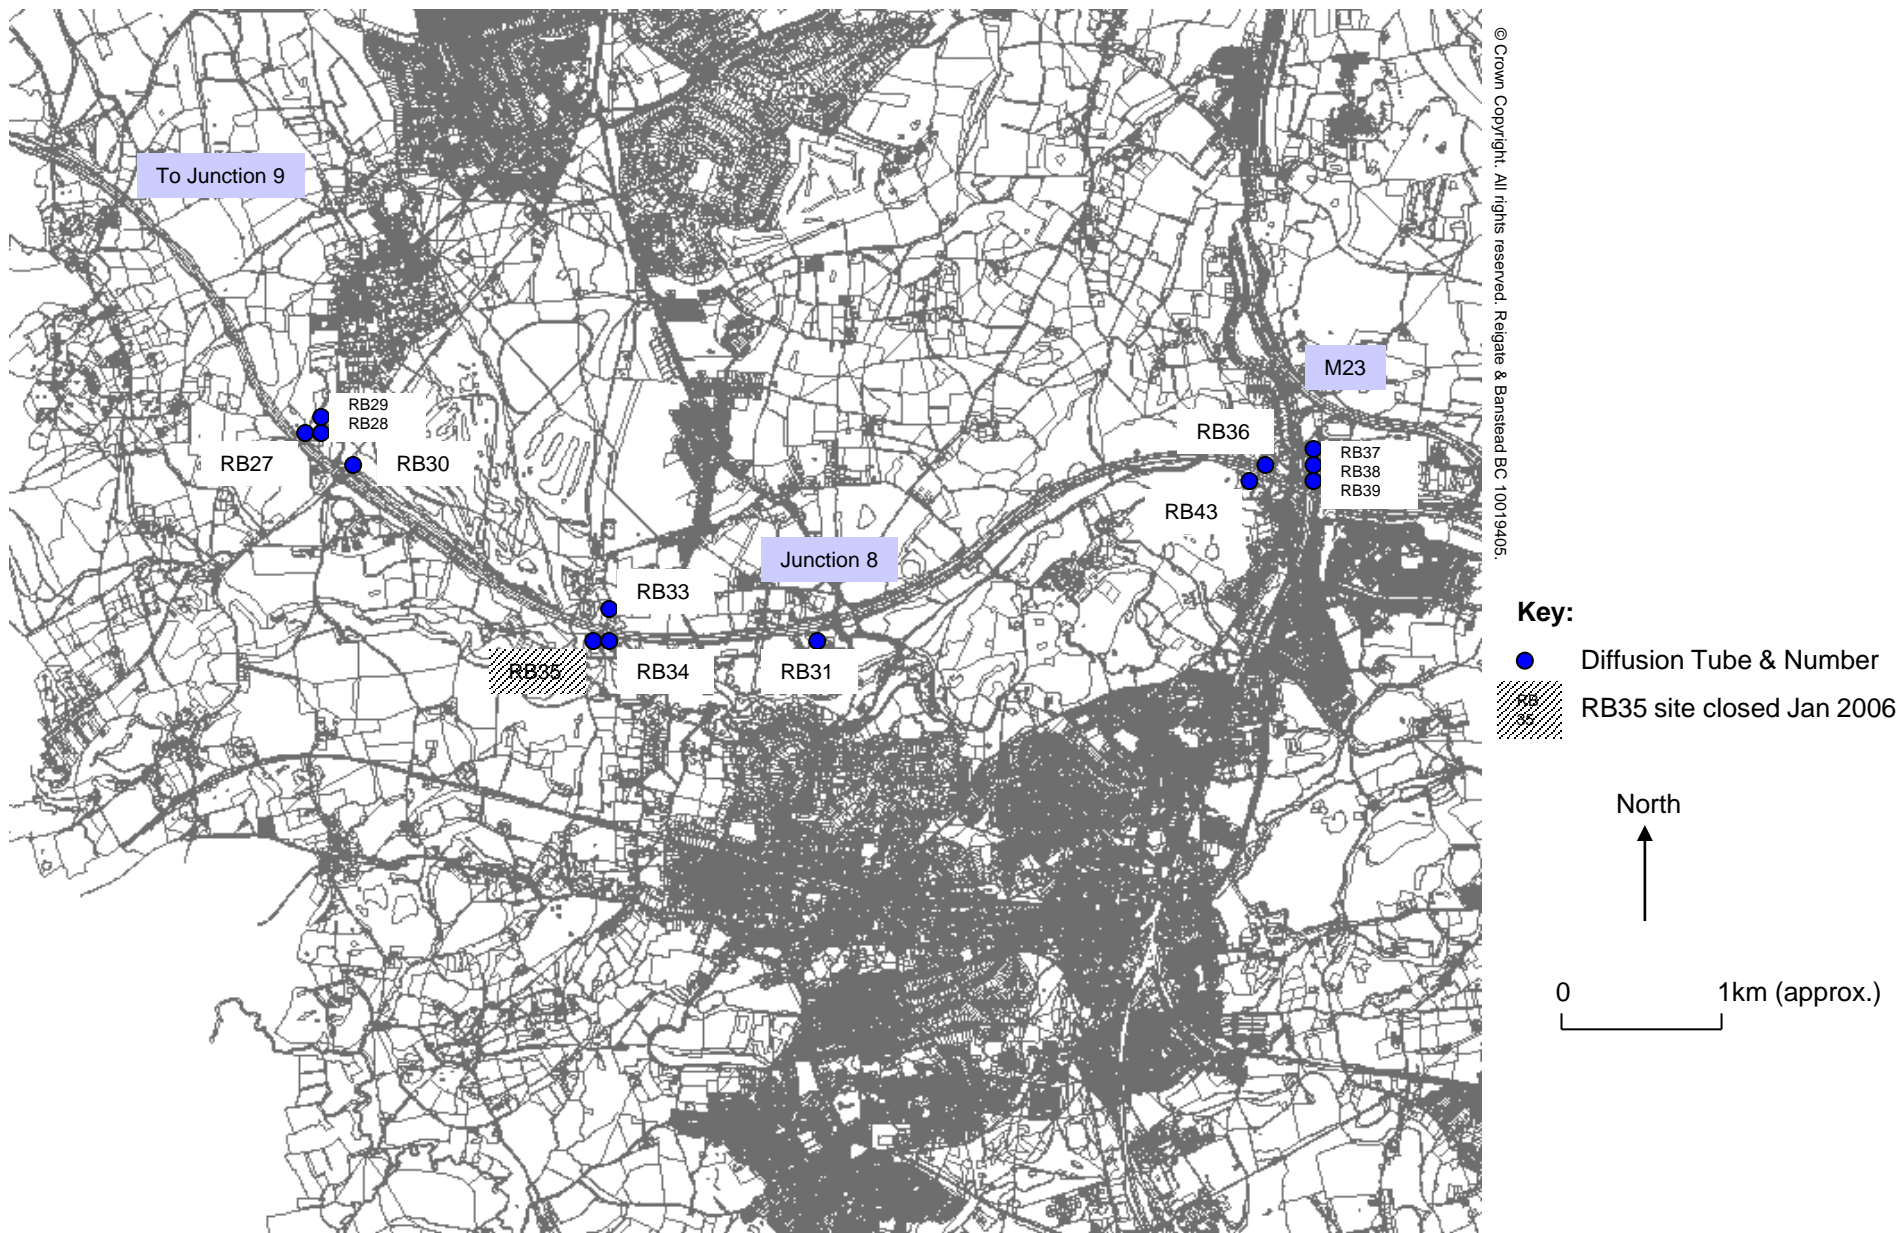 To Junction 9
M23
RB29
RB28
RB27
RB30
RB36
RB37
RB38
RB39
RB43
Junction 8
RB33
RB35
RB34
RB31
© Crown Copyright. All rights reserved. Reigate & Banstead BC 10019405.
Key:
Diffusion Tube & Number
RB
35
RB35 site closed Jan 2006
North
0
1km (approx.)